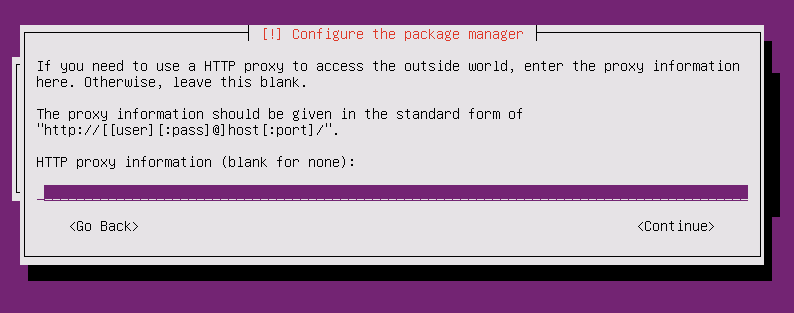 [!] Configure the package manager
If you need to use a HTTP proxy to access the outside world, enter the proxy information
here. Otherwise, leave this blank.
The proxy information should be given in the standard form of
"http://[[user][:pass]@]host[:port]/".
HTTP proxy information (blank for none):
<Go Back> <Continue>